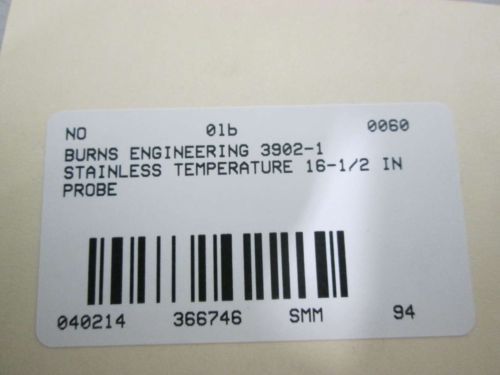 NO 01b 0060
BURNS ENGINEERING 3902-1
STAINLESS TEMPERATURE 16-1/2 IN
PROBE
040214 366746 SMM 94